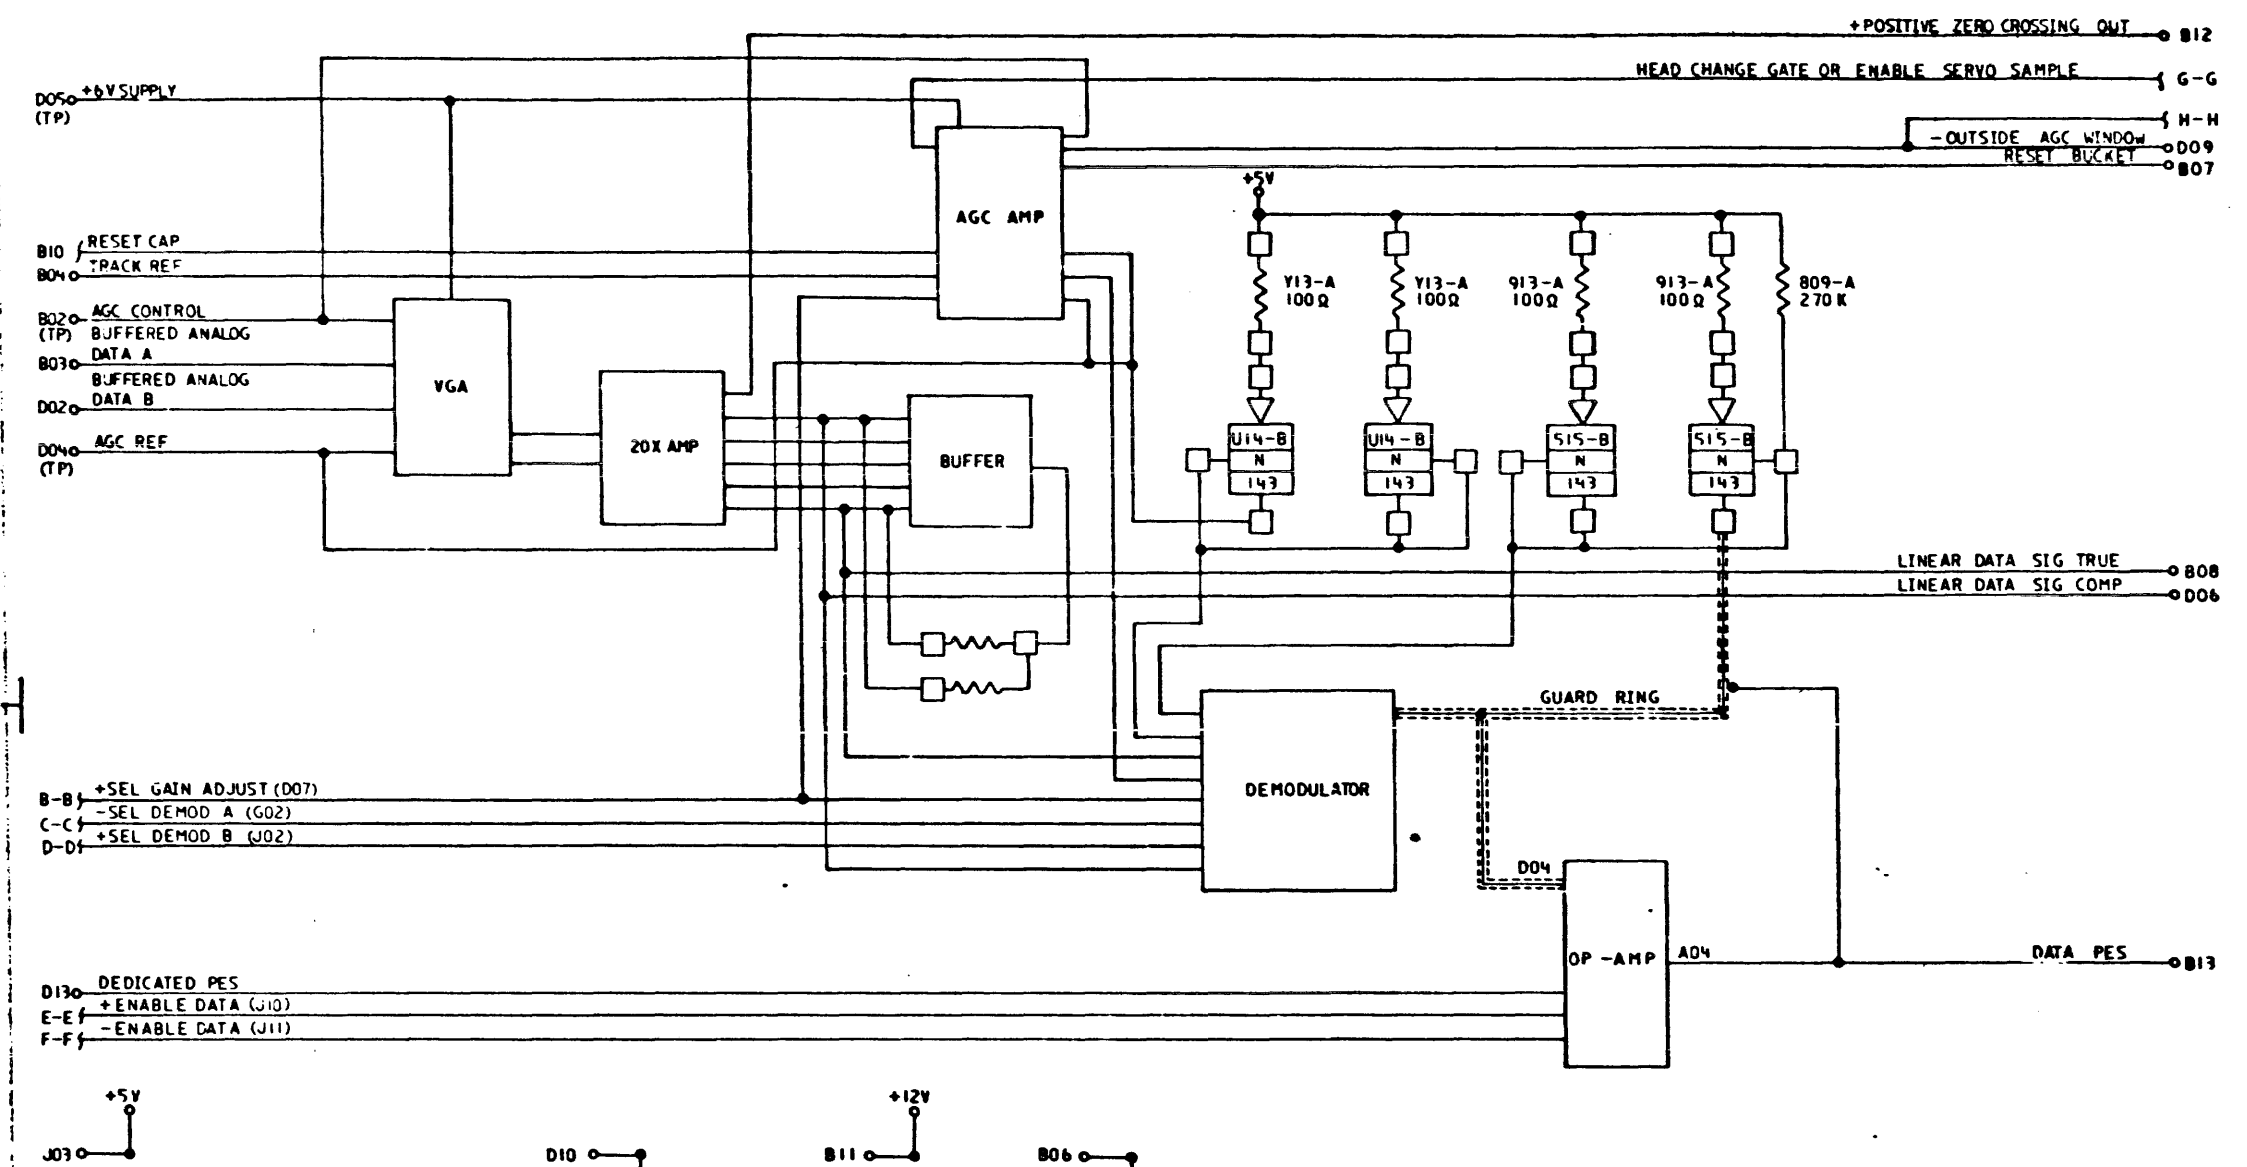 +POSITIVE ZERO CROSSING OUT B12
HEAD CHANGE GATE OR ENABLE SERVO SAMPLE G-G
D05 +6V SUPPLY
(TP)
H-H
-OUTSIDE AGC WINDOW D09
RESET BUCKET B07
+5V
AGC AMP
B10 RESET CAP
B04 TRACK REF
Y13-A
100Ω
Y13-A
100Ω
913-A
100Ω
913-A
100Ω
809-A
270K
B02 AGC CONTROL
(TP) BUFFERED ANALOG
B03 DATA A
BUFFERED ANALOG
D02 DATA B
D04 AGC REF
(TP)
VGA
20X AMP
BUFFER
U14-B
N
143
U14-B
N
143
S15-B
N
143
S15-B
N
143
LINEAR DATA SIG TRUE B08
LINEAR DATA SIG COMP D06
GUARD RING
DEMODULATOR
B-B +SEL GAIN ADJUST (D07)
C-C -SEL DEMOD A (G02)
D-D +SEL DEMOD B (J02)
D04
OP-AMP
A04
DATA PES B13
D13 DEDICATED PES
E-E +ENABLE DATA (J10)
F-F -ENABLE DATA (J11)
+5V
+12V
J03
D10
B11
B06